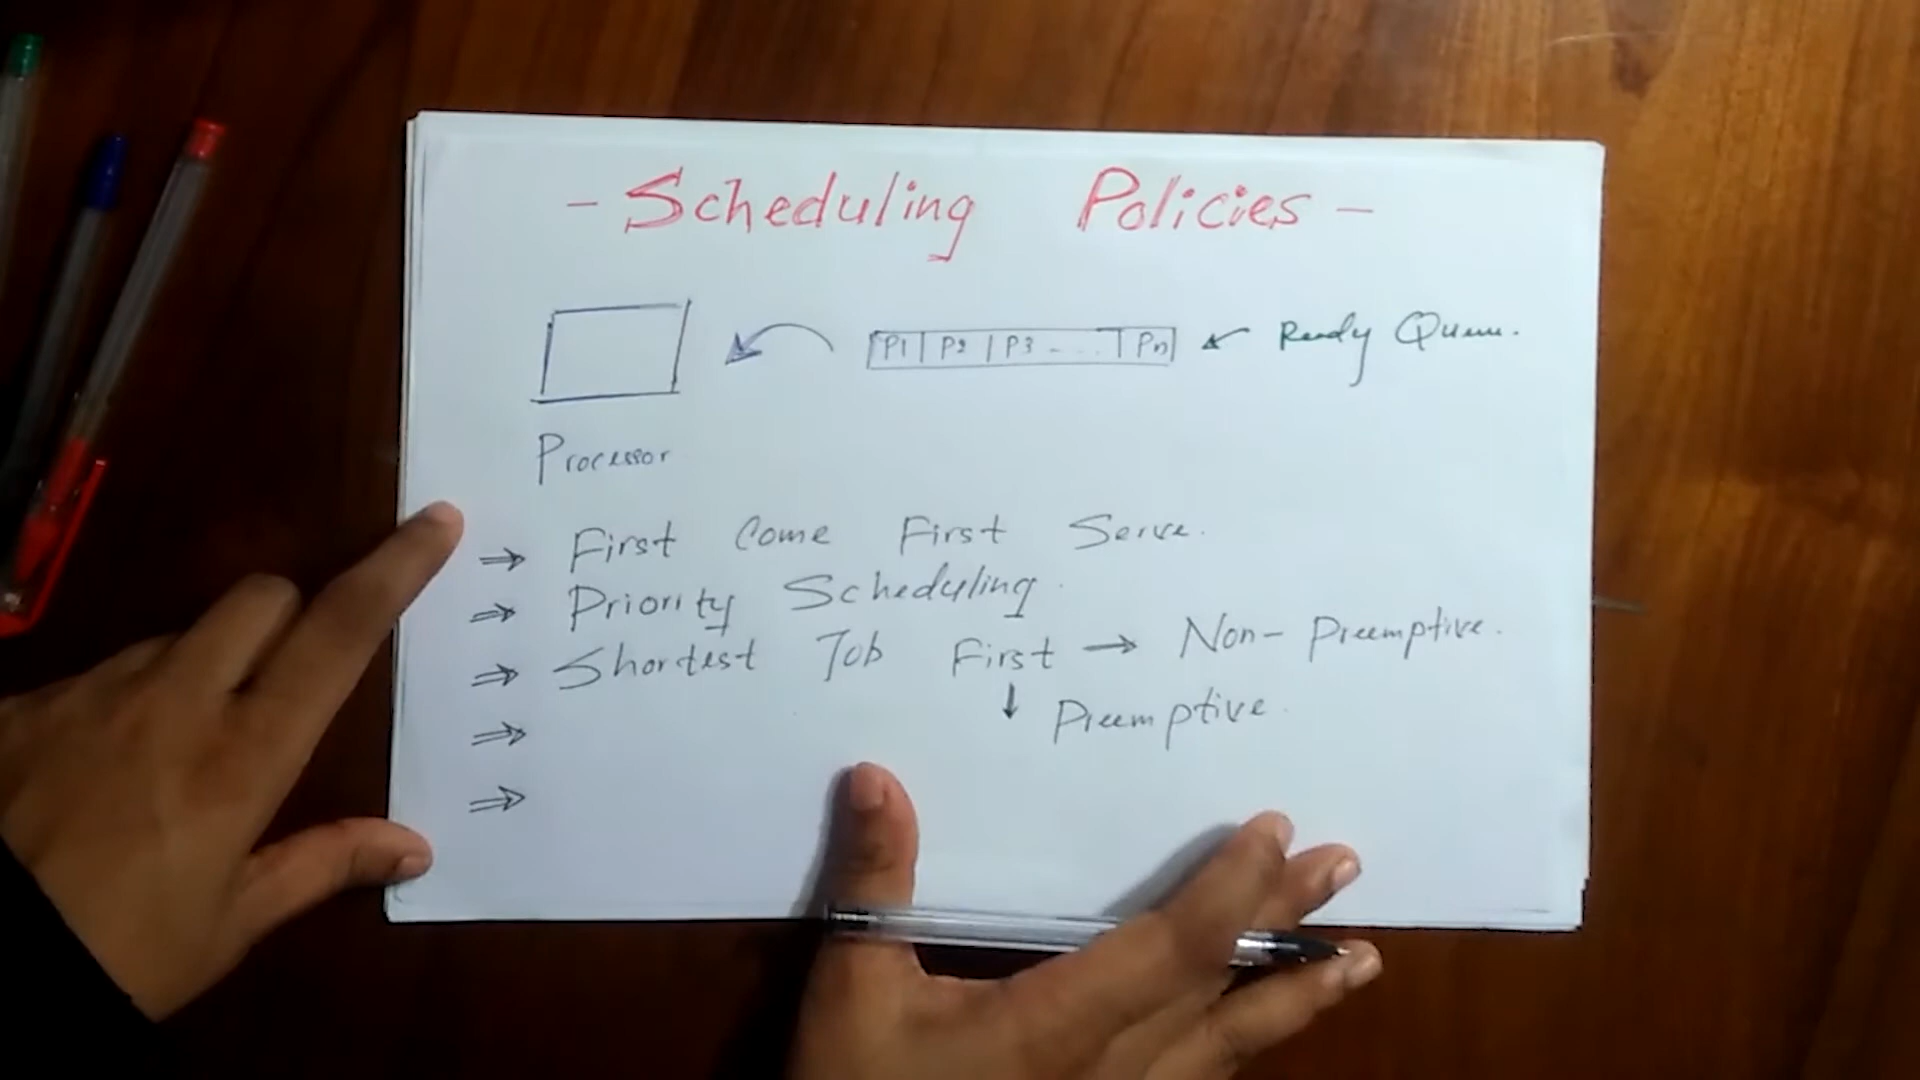 - Scheduling Policies -
P1 P2 P3 - . . . Pn ← Ready Queue.
Processor
⇒ First Come First Serve.
⇒ Priority Scheduling.
⇒ Shortest Job First → Non-Preemptive.
↓ Preemptive.
⇒
⇒